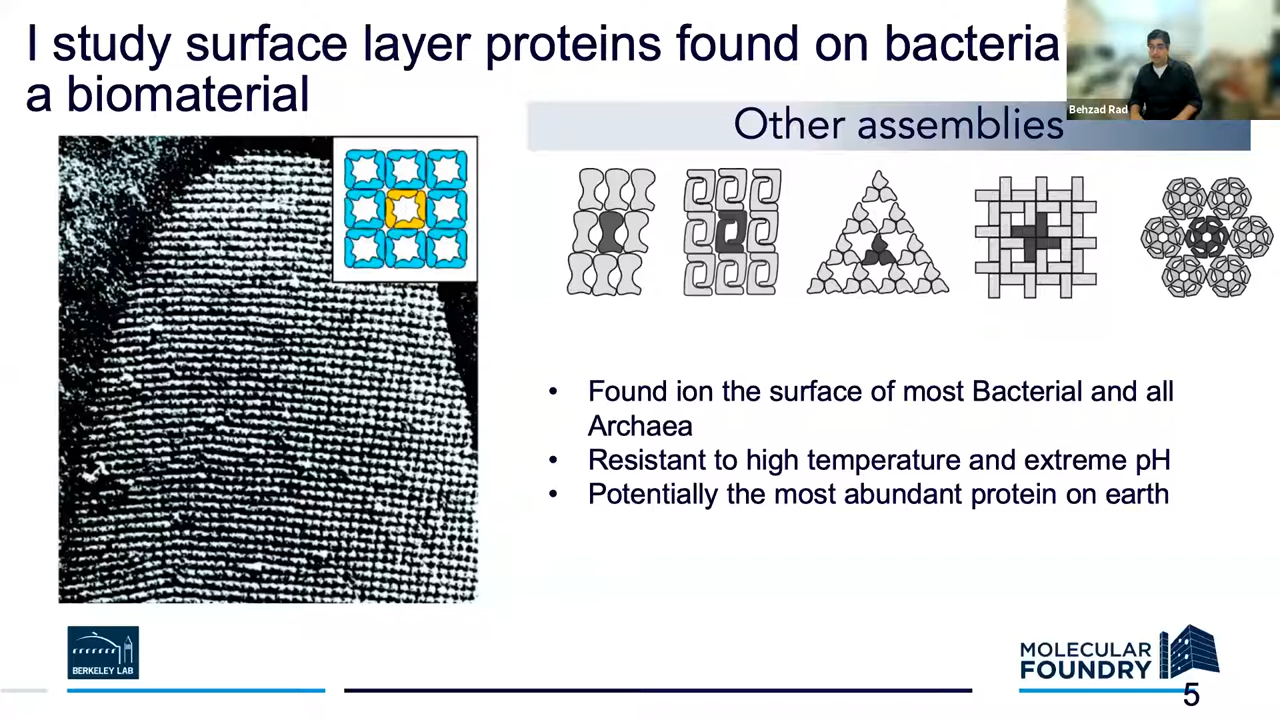 I study surface layer proteins found on bacteria
a biomaterial
Behzad Rad
Other assemblies
• Found ion the surface of most Bacterial and all
Archaea
• Resistant to high temperature and extreme pH
• Potentially the most abundant protein on earth
BERKELEY LAB
MOLECULAR
FOUNDRY
5